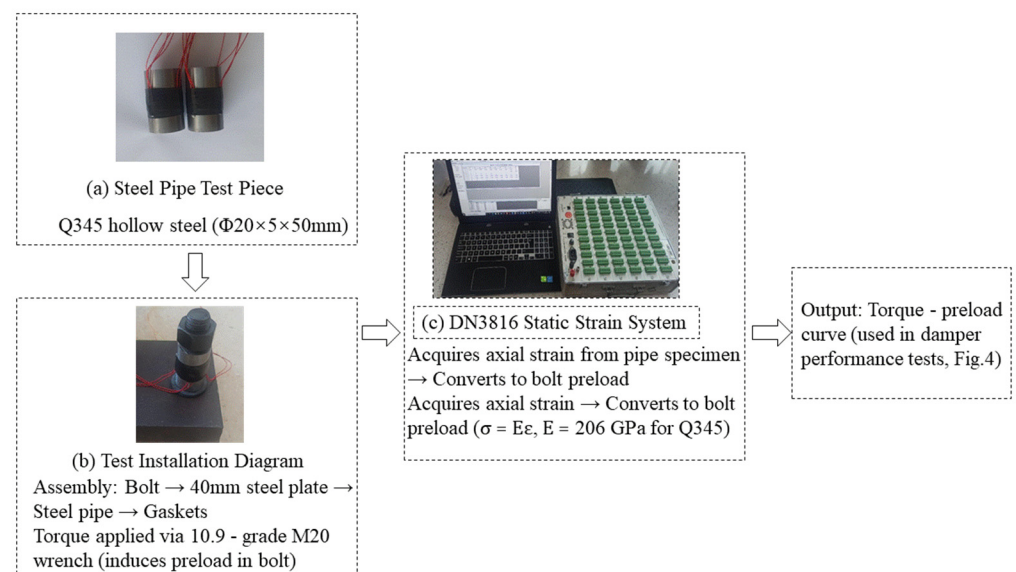 (a) Steel Pipe Test Piece
Q345 hollow steel (Φ20×5×50mm)
(b) Test Installation Diagram
Assembly: Bolt → 40mm steel plate →
Steel pipe → Gaskets
Torque applied via 10.9 - grade M20
wrench (induces preload in bolt)
(c) DN3816 Static Strain System
Acquires axial strain from pipe specimen
→ Converts to bolt preload
Acquires axial strain → Converts to bolt
preload (σ = Eε, E = 206 GPa for Q345)
Output: Torque - preload
curve (used in damper
performance tests, Fig.4)